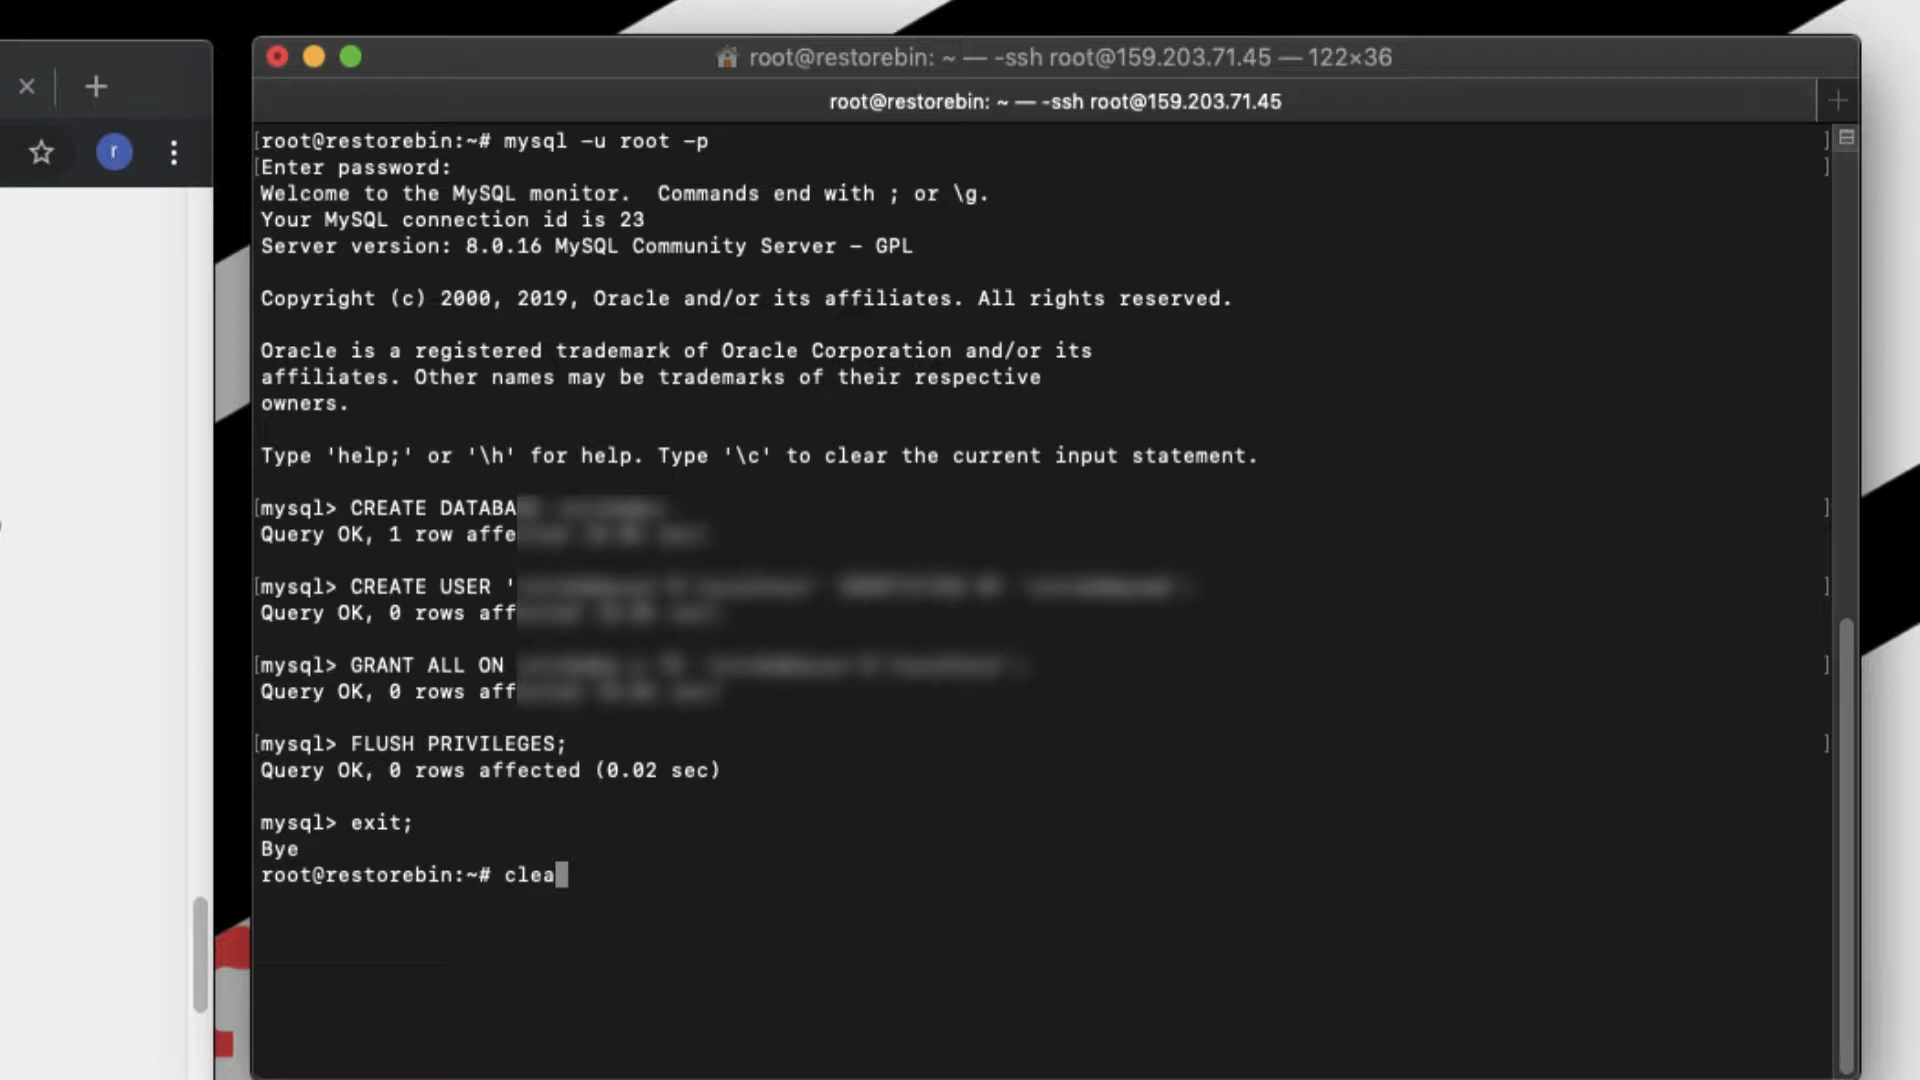 root@restorebin: ~ — -ssh root@159.203.71.45 — 122×36
root@restorebin: ~ — -ssh root@159.203.71.45
r
[root@restorebin:~# mysql -u root -p ]
[Enter password: ]
Welcome to the MySQL monitor.  Commands end with ; or \g.
Your MySQL connection id is 23
Server version: 8.0.16 MySQL Community Server - GPL
Copyright (c) 2000, 2019, Oracle and/or its affiliates. All rights reserved.
Oracle is a registered trademark of Oracle Corporation and/or its
affiliates. Other names may be trademarks of their respective
owners.
Type 'help;' or '\h' for help. Type '\c' to clear the current input statement.
[mysql> CREATE DATABA ]
Query OK, 1 row affe
[mysql> CREATE USER ' ]
Query OK, 0 rows aff
[mysql> GRANT ALL ON ]
Query OK, 0 rows aff
[mysql> FLUSH PRIVILEGES; ]
Query OK, 0 rows affected (0.02 sec)
mysql> exit;
Bye
root@restorebin:~# clea